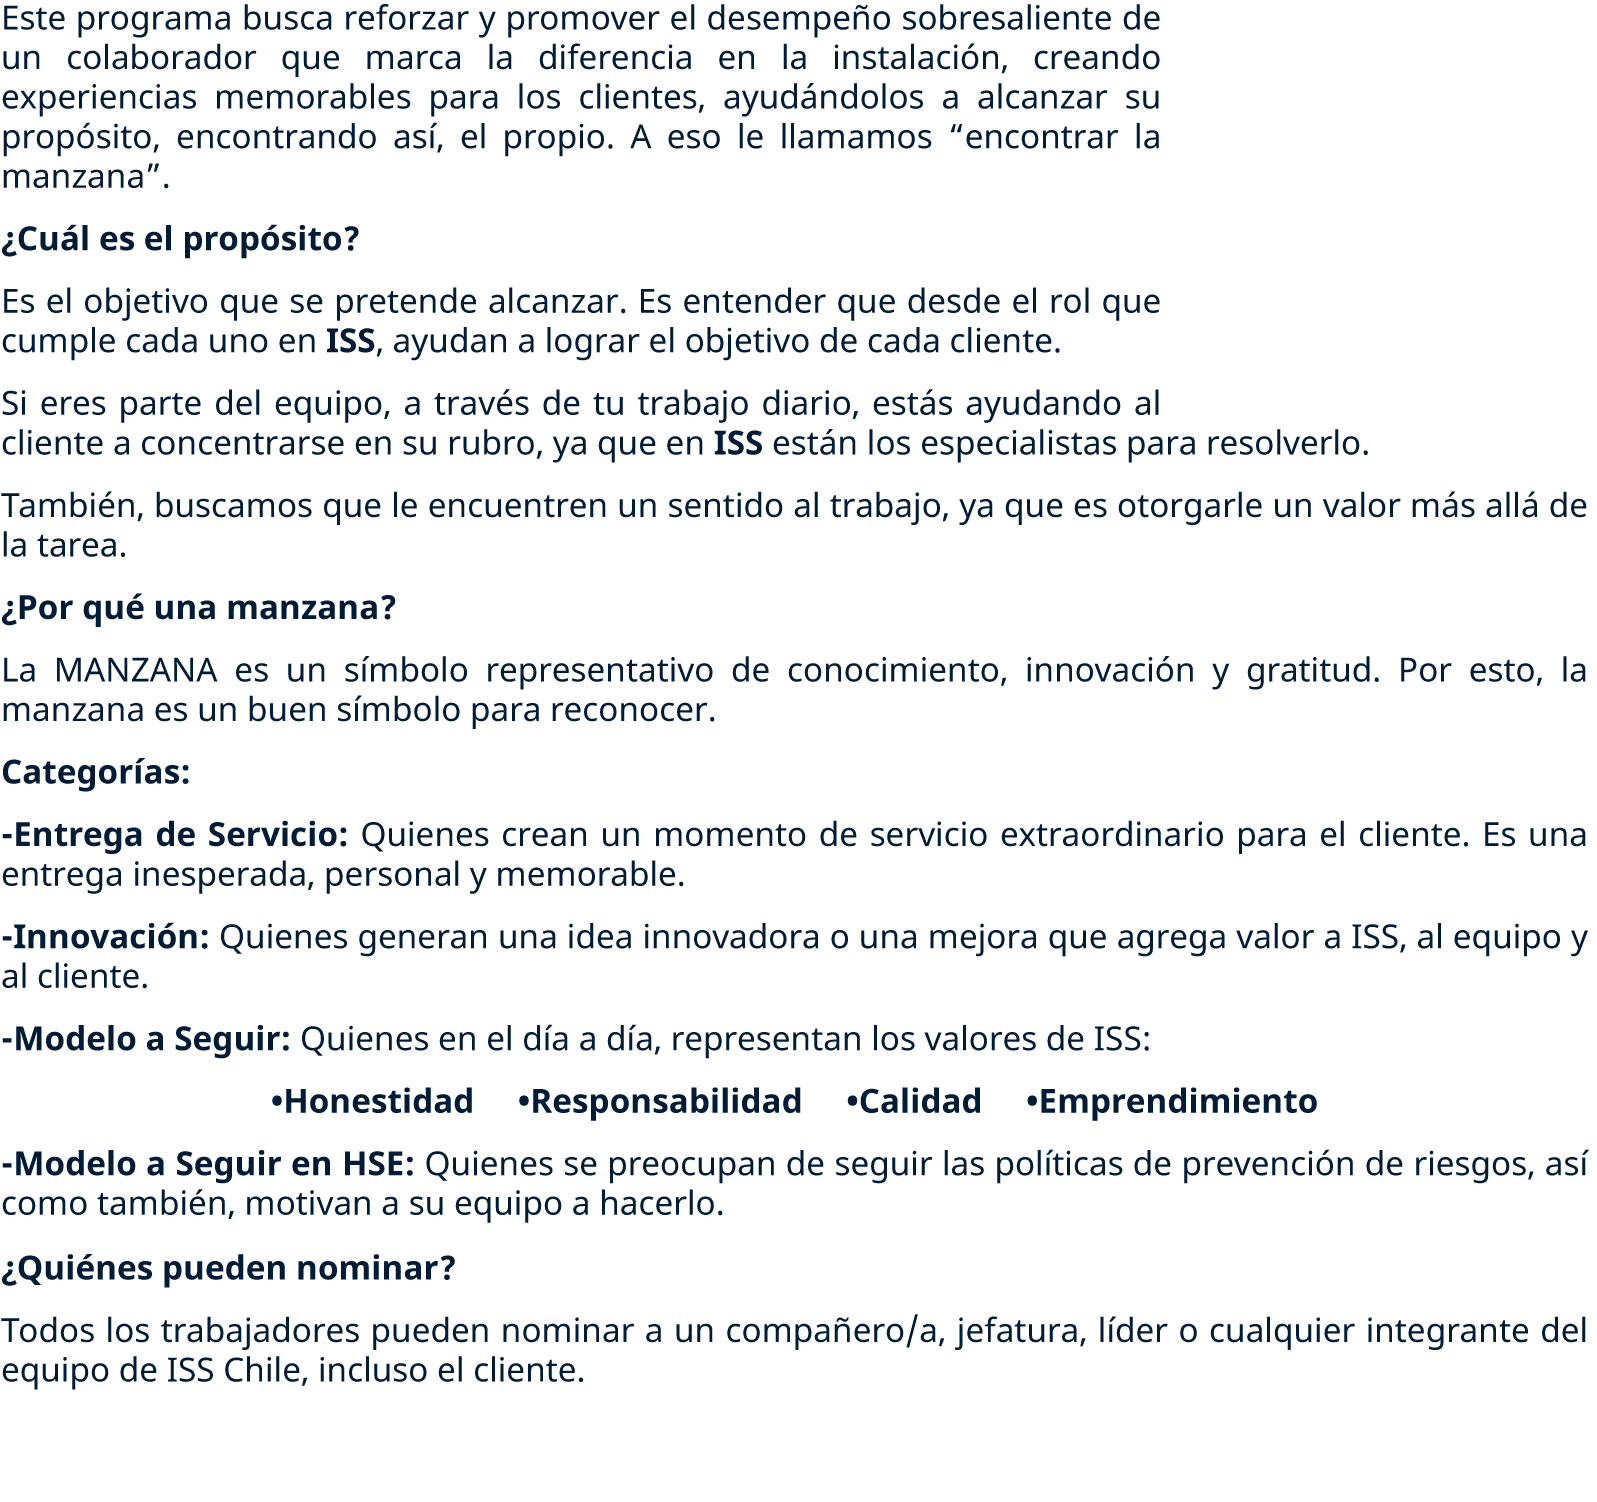 Este programa busca reforzar y promover el desempeño sobresaliente de
un colaborador que marca la diferencia en la instalación, creando
experiencias memorables para los clientes, ayudándolos a alcanzar su
propósito, encontrando así, el propio. A eso le llamamos “encontrar la
manzana”.
¿Cuál es el propósito?
Es el objetivo que se pretende alcanzar. Es entender que desde el rol que
cumple cada uno en ISS, ayudan a lograr el objetivo de cada cliente.
Si eres parte del equipo, a través de tu trabajo diario, estás ayudando al
cliente a concentrarse en su rubro, ya que en ISS están los especialistas para resolverlo.
También, buscamos que le encuentren un sentido al trabajo, ya que es otorgarle un valor más allá de
la tarea.
¿Por qué una manzana?
La MANZANA es un símbolo representativo de conocimiento, innovación y gratitud. Por esto, la
manzana es un buen símbolo para reconocer.
Categorías:
-Entrega de Servicio: Quienes crean un momento de servicio extraordinario para el cliente. Es una
entrega inesperada, personal y memorable.
-Innovación: Quienes generan una idea innovadora o una mejora que agrega valor a ISS, al equipo y
al cliente.
-Modelo a Seguir: Quienes en el día a día, representan los valores de ISS:
•Honestidad •Responsabilidad •Calidad •Emprendimiento
-Modelo a Seguir en HSE: Quienes se preocupan de seguir las políticas de prevención de riesgos, así
como también, motivan a su equipo a hacerlo.
¿Quiénes pueden nominar?
Todos los trabajadores pueden nominar a un compañero/a, jefatura, líder o cualquier integrante del
equipo de ISS Chile, incluso el cliente.